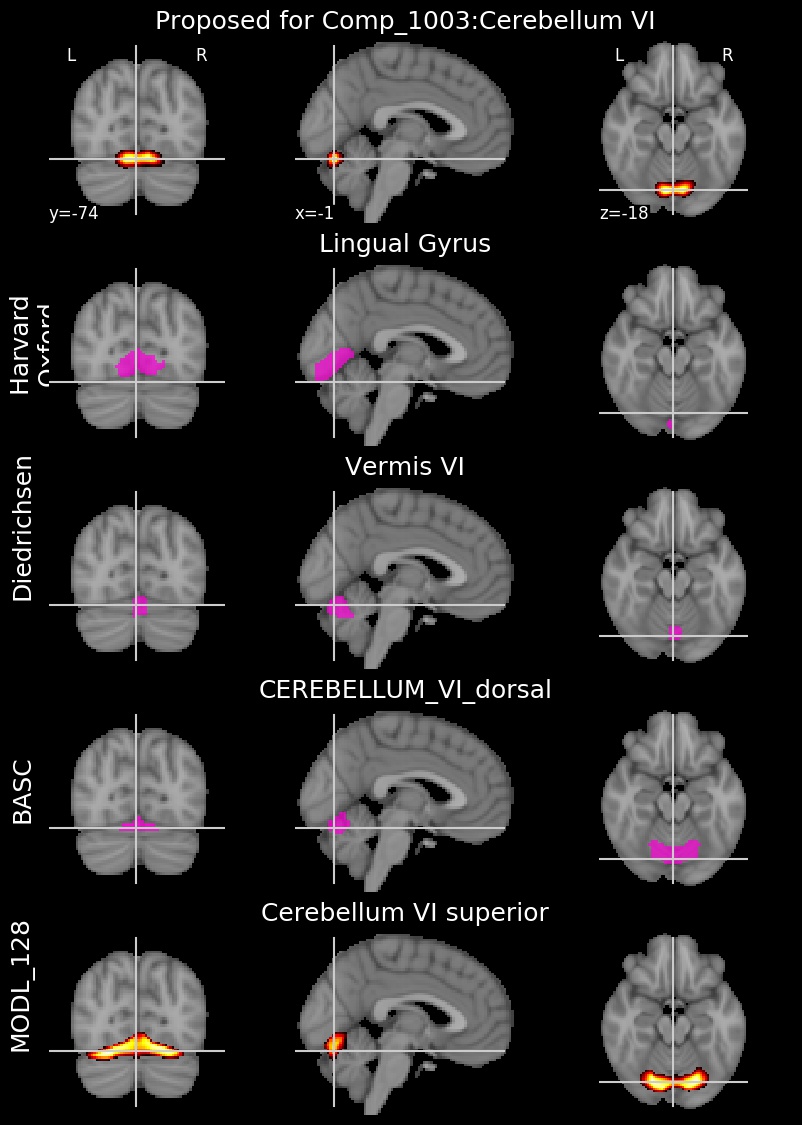 Proposed for Comp_1003:Cerebellum VI
L R L R
y=-74 x=-1 z=-18
Lingual Gyrus
Harvard
Oxford
Vermis VI
Diedrichsen
CEREBELLUM_VI_dorsal
BASC
Cerebellum VI superior
MODL_128